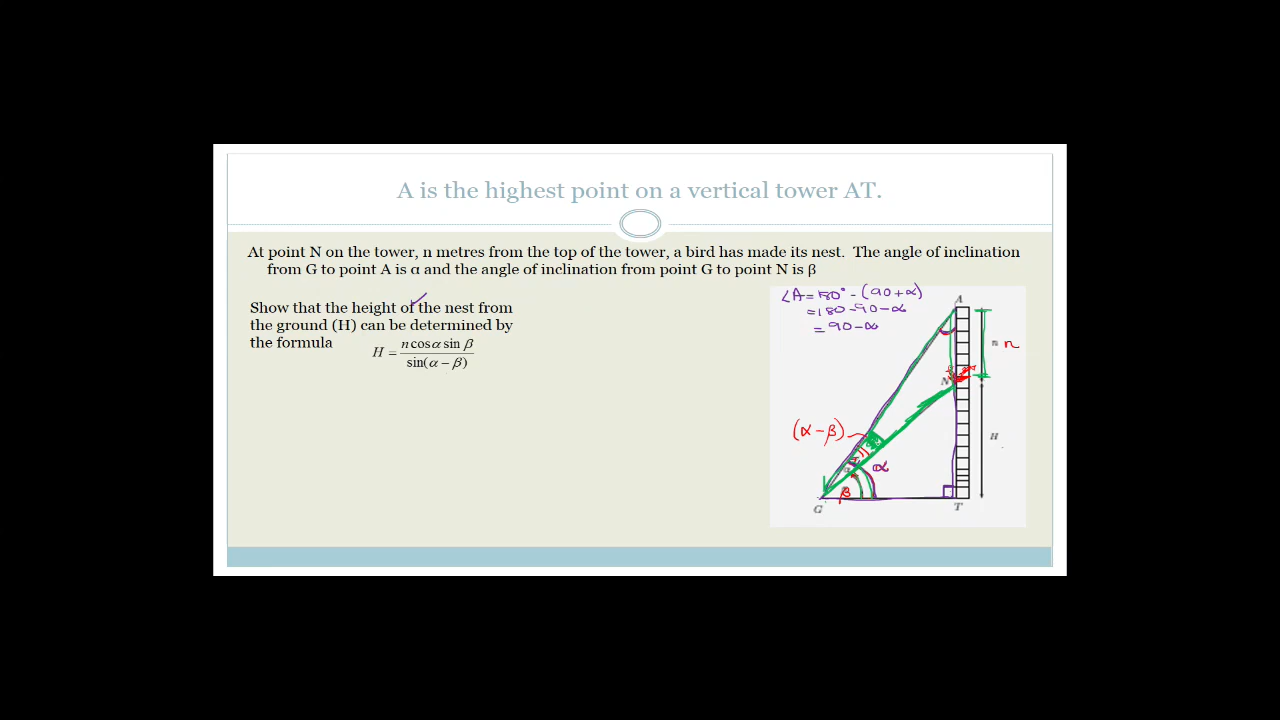 A is the highest point on a vertical tower AT.
At point N on the tower, n metres from the top of the tower, a bird has made its nest. The angle of inclination
from G to point A is α and the angle of inclination from point G to point N is β
Show that the height of the nest from
the ground (H) can be determined by
the formula
H = n cos α sin β / sin(α − β)
∠A = 180° - (90 + α)
= 180 - 90 - α
= 90 - α
A
n n
N
(α - β)
H
α
β
G T